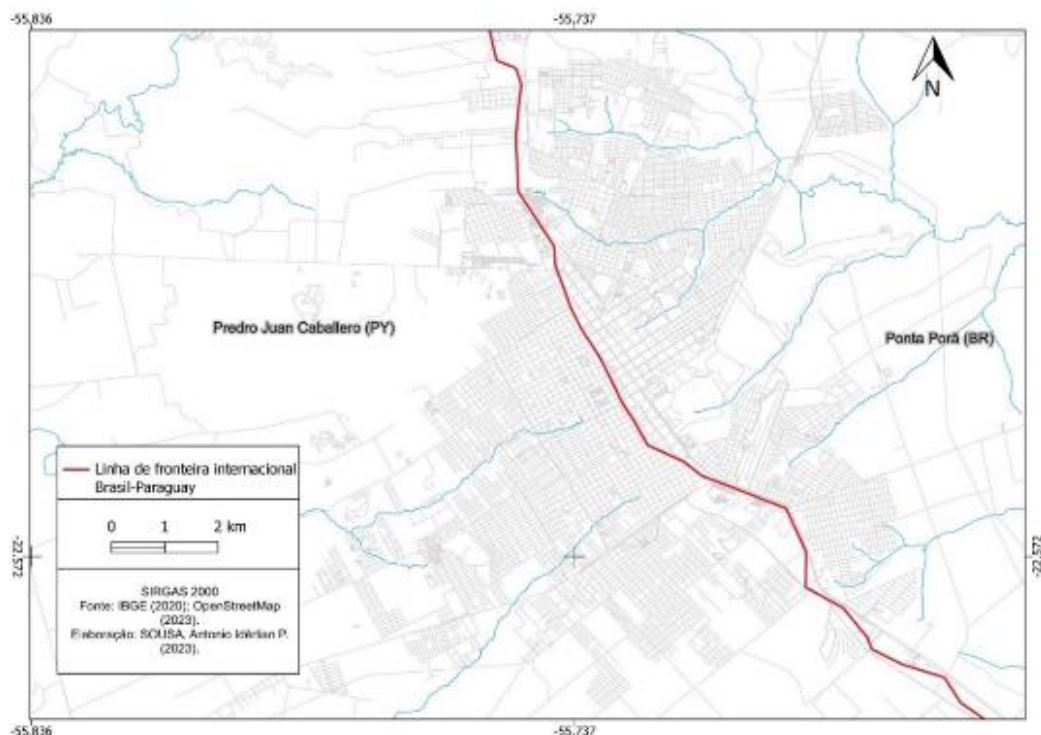 -55.836
-55.737
N
Predro Juan Caballero (PY)
Ponta Porã (BR)
Linha de fronteira internacional
Brasil-Paraguay
0 1 2 km
-22.572
-22.572
SIRGAS 2000
Fonte: IBGE (2020); OpenStreetMap
(2023).
Elaboração: SOUSA, Antonio Idérlian P.
(2023).
-55.836
-55.737